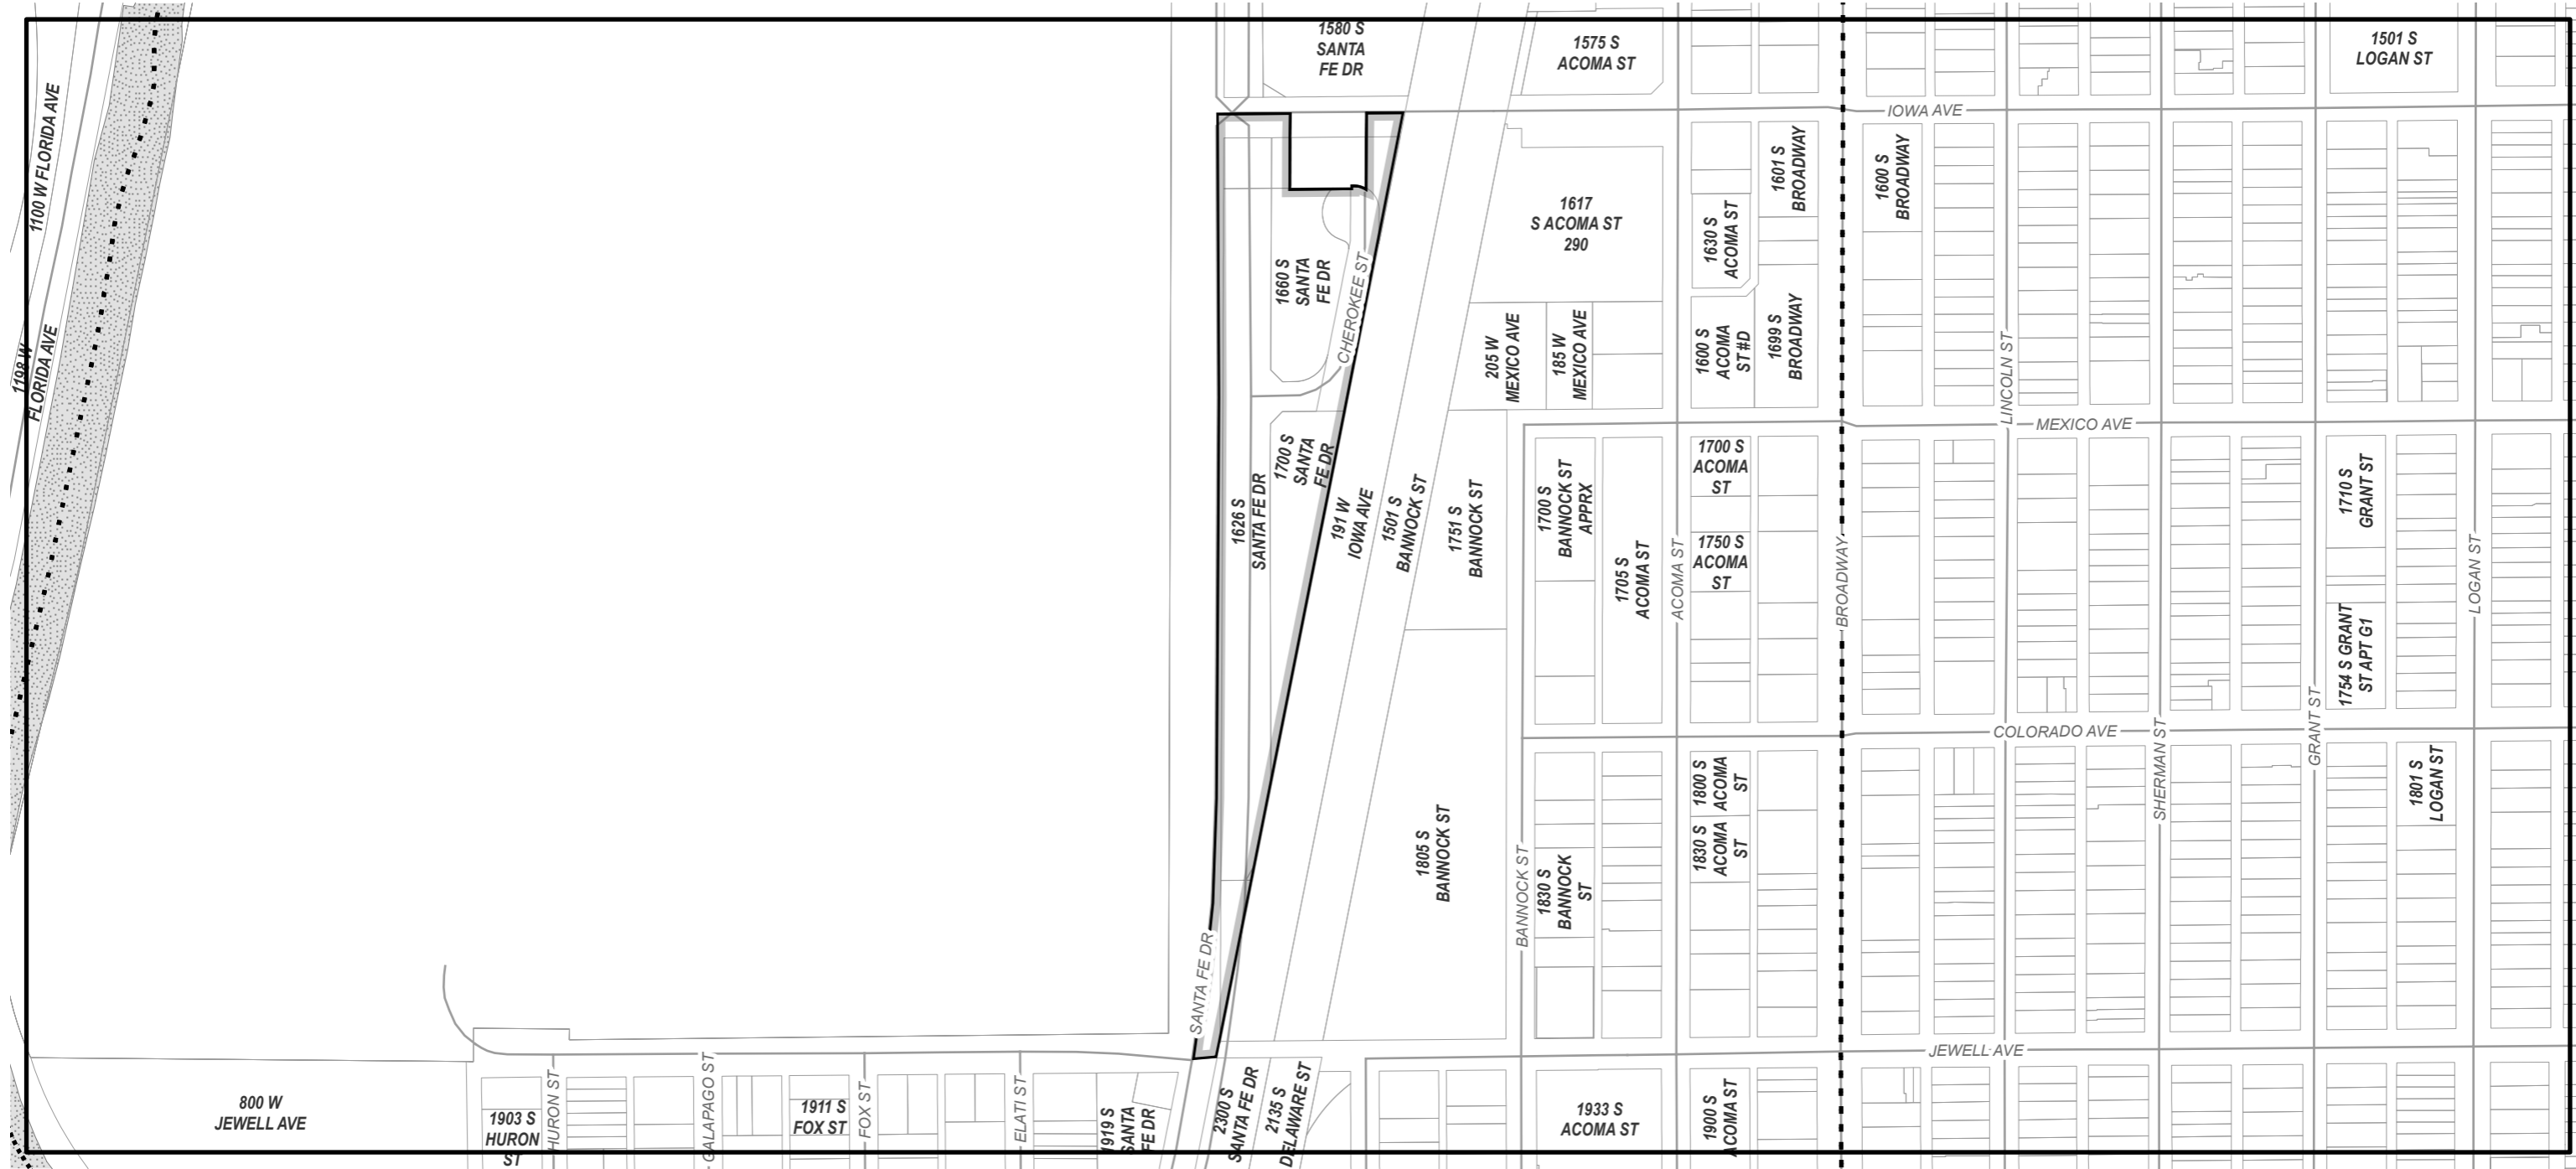 1580 S
SANTA
FE DR
1575 S
ACOMA ST
1501 S
LOGAN ST
IOWA AVE
1100 W FLORIDA AVE
1198 W
FLORIDA AVE
1660 S
SANTA
FE DR
CHEROKEE ST
1617
S ACOMA ST
290
1630 S
ACOMA ST
1601 S
BROADWAY
1600 S
BROADWAY
205 W
MEXICO AVE
185 W
MEXICO AVE
1600 S
ACOMA
ST #D
1699 S
BROADWAY
LINCOLN ST
MEXICO AVE
1626 S
SANTA FE DR
1700 S
SANTA
FE DR
191 W
IOWA AVE
1501 S
BANNOCK ST
1751 S
BANNOCK ST
1700 S
BANNOCK ST
APPRX
1705 S
ACOMA ST
ACOMA ST
1700 S
ACOMA
ST
1750 S
ACOMA
ST
BROADWAY
1710 S
GRANT ST
1754 S GRANT
ST APT G1
LOGAN ST
COLORADO AVE
SHERMAN ST
GRANT ST
1805 S
BANNOCK ST
BANNOCK ST
1830 S
BANNOCK
ST
1800 S
ACOMA
ST
1830 S
ACOMA
ST
1801 S
LOGAN ST
SANTA FE DR
JEWELL AVE
800 W
JEWELL AVE
1903 S
HURON
ST
HURON ST
GALAPAGO ST
1911 S
FOX ST
FOX ST
ELATI ST
1919 S
SANTA
FE DR
2300 S
SANTA FE DR
2135 S
DELAWARE ST
1933 S
ACOMA ST
1900 S
ACOMA ST